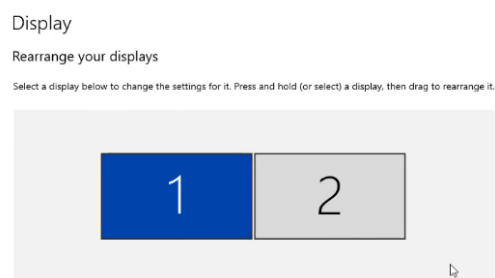 Display
Rearrange your displays
Select a display below to change the settings for it. Press and hold (or select) a display, then drag to rearrange it.
1 2